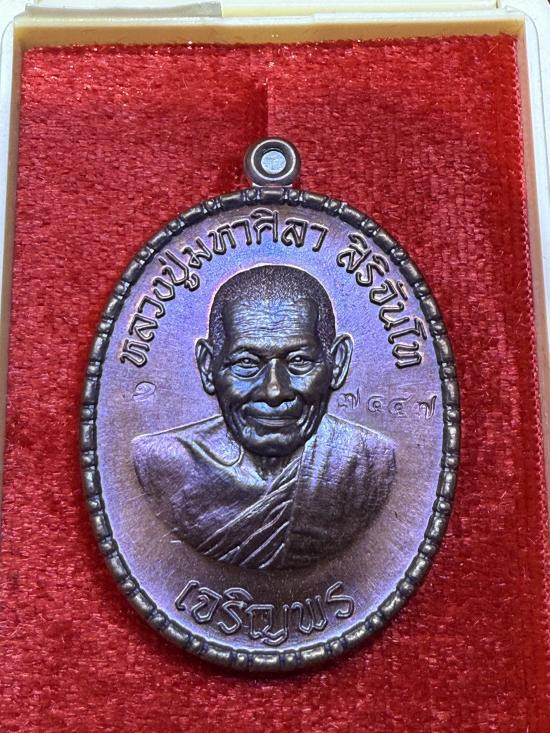 หลวงปู่มหาศิลา สิริจันโท
๑
๗๔๔๗
เจริญพร